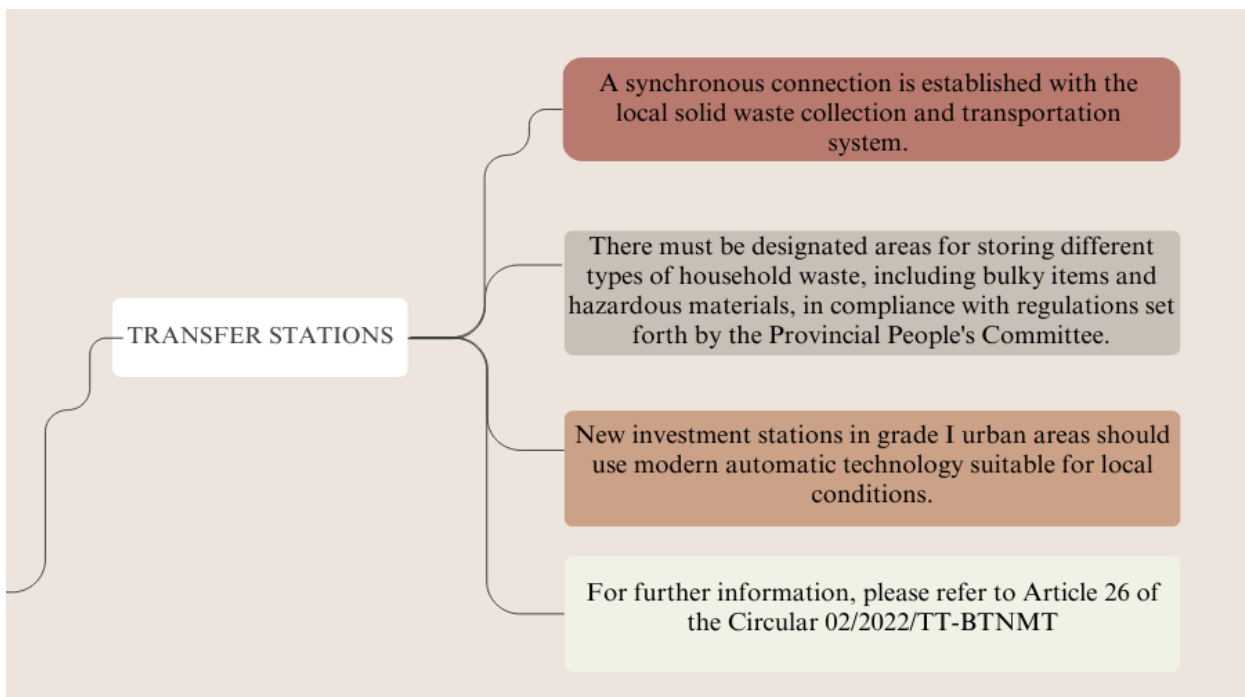 TRANSFER STATIONS
A synchronous connection is established with the
local solid waste collection and transportation
system.
There must be designated areas for storing different
types of household waste, including bulky items and
hazardous materials, in compliance with regulations set
forth by the Provincial People's Committee.
New investment stations in grade I urban areas should
use modern automatic technology suitable for local
conditions.
For further information, please refer to Article 26 of
the Circular 02/2022/TT-BTNMT